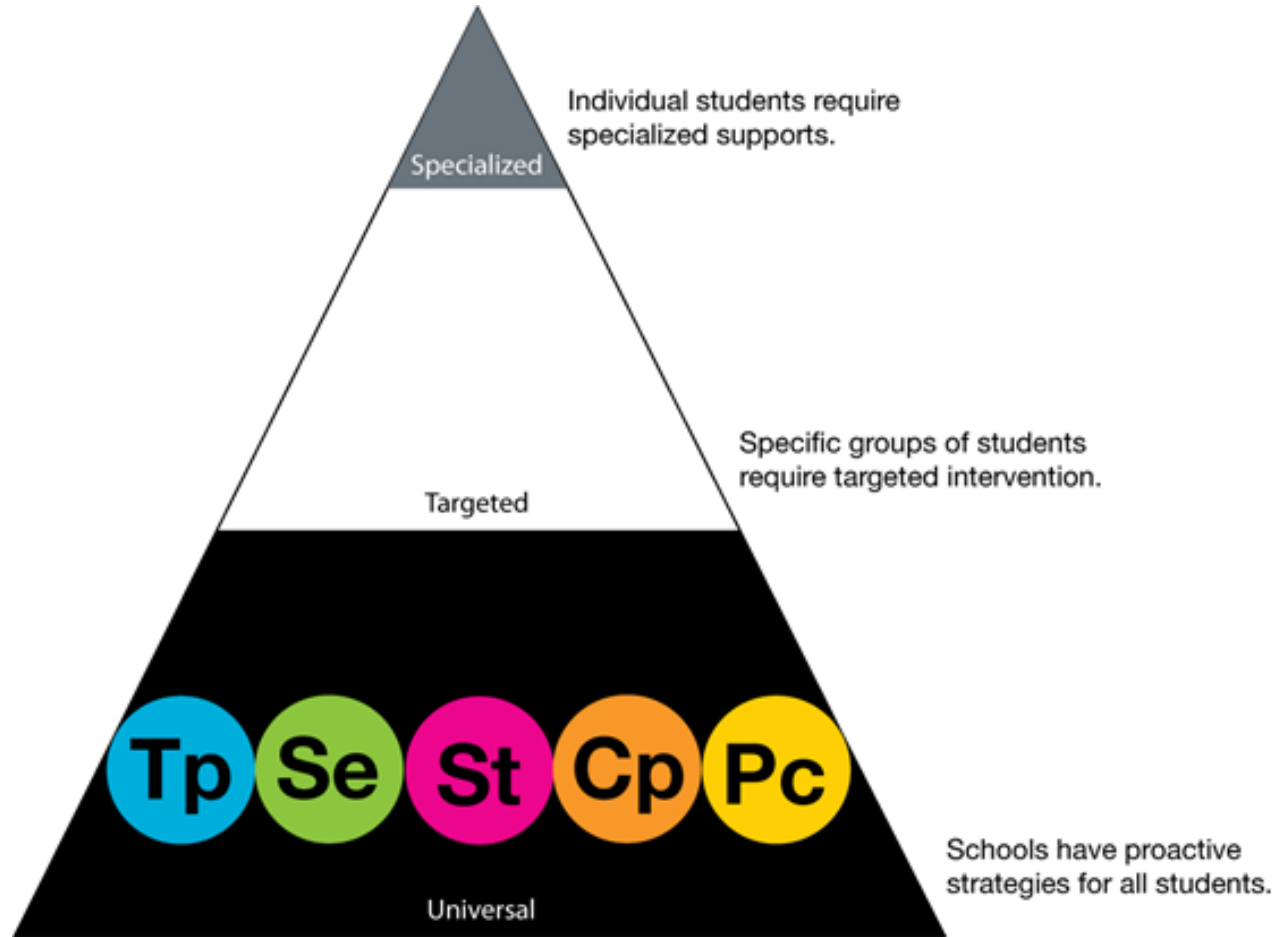 Individual students require
specialized supports.
Specialized
Specific groups of students
require targeted intervention.
Targeted
Tp Se St Cp Pc
Schools have proactive
strategies for all students.
Universal